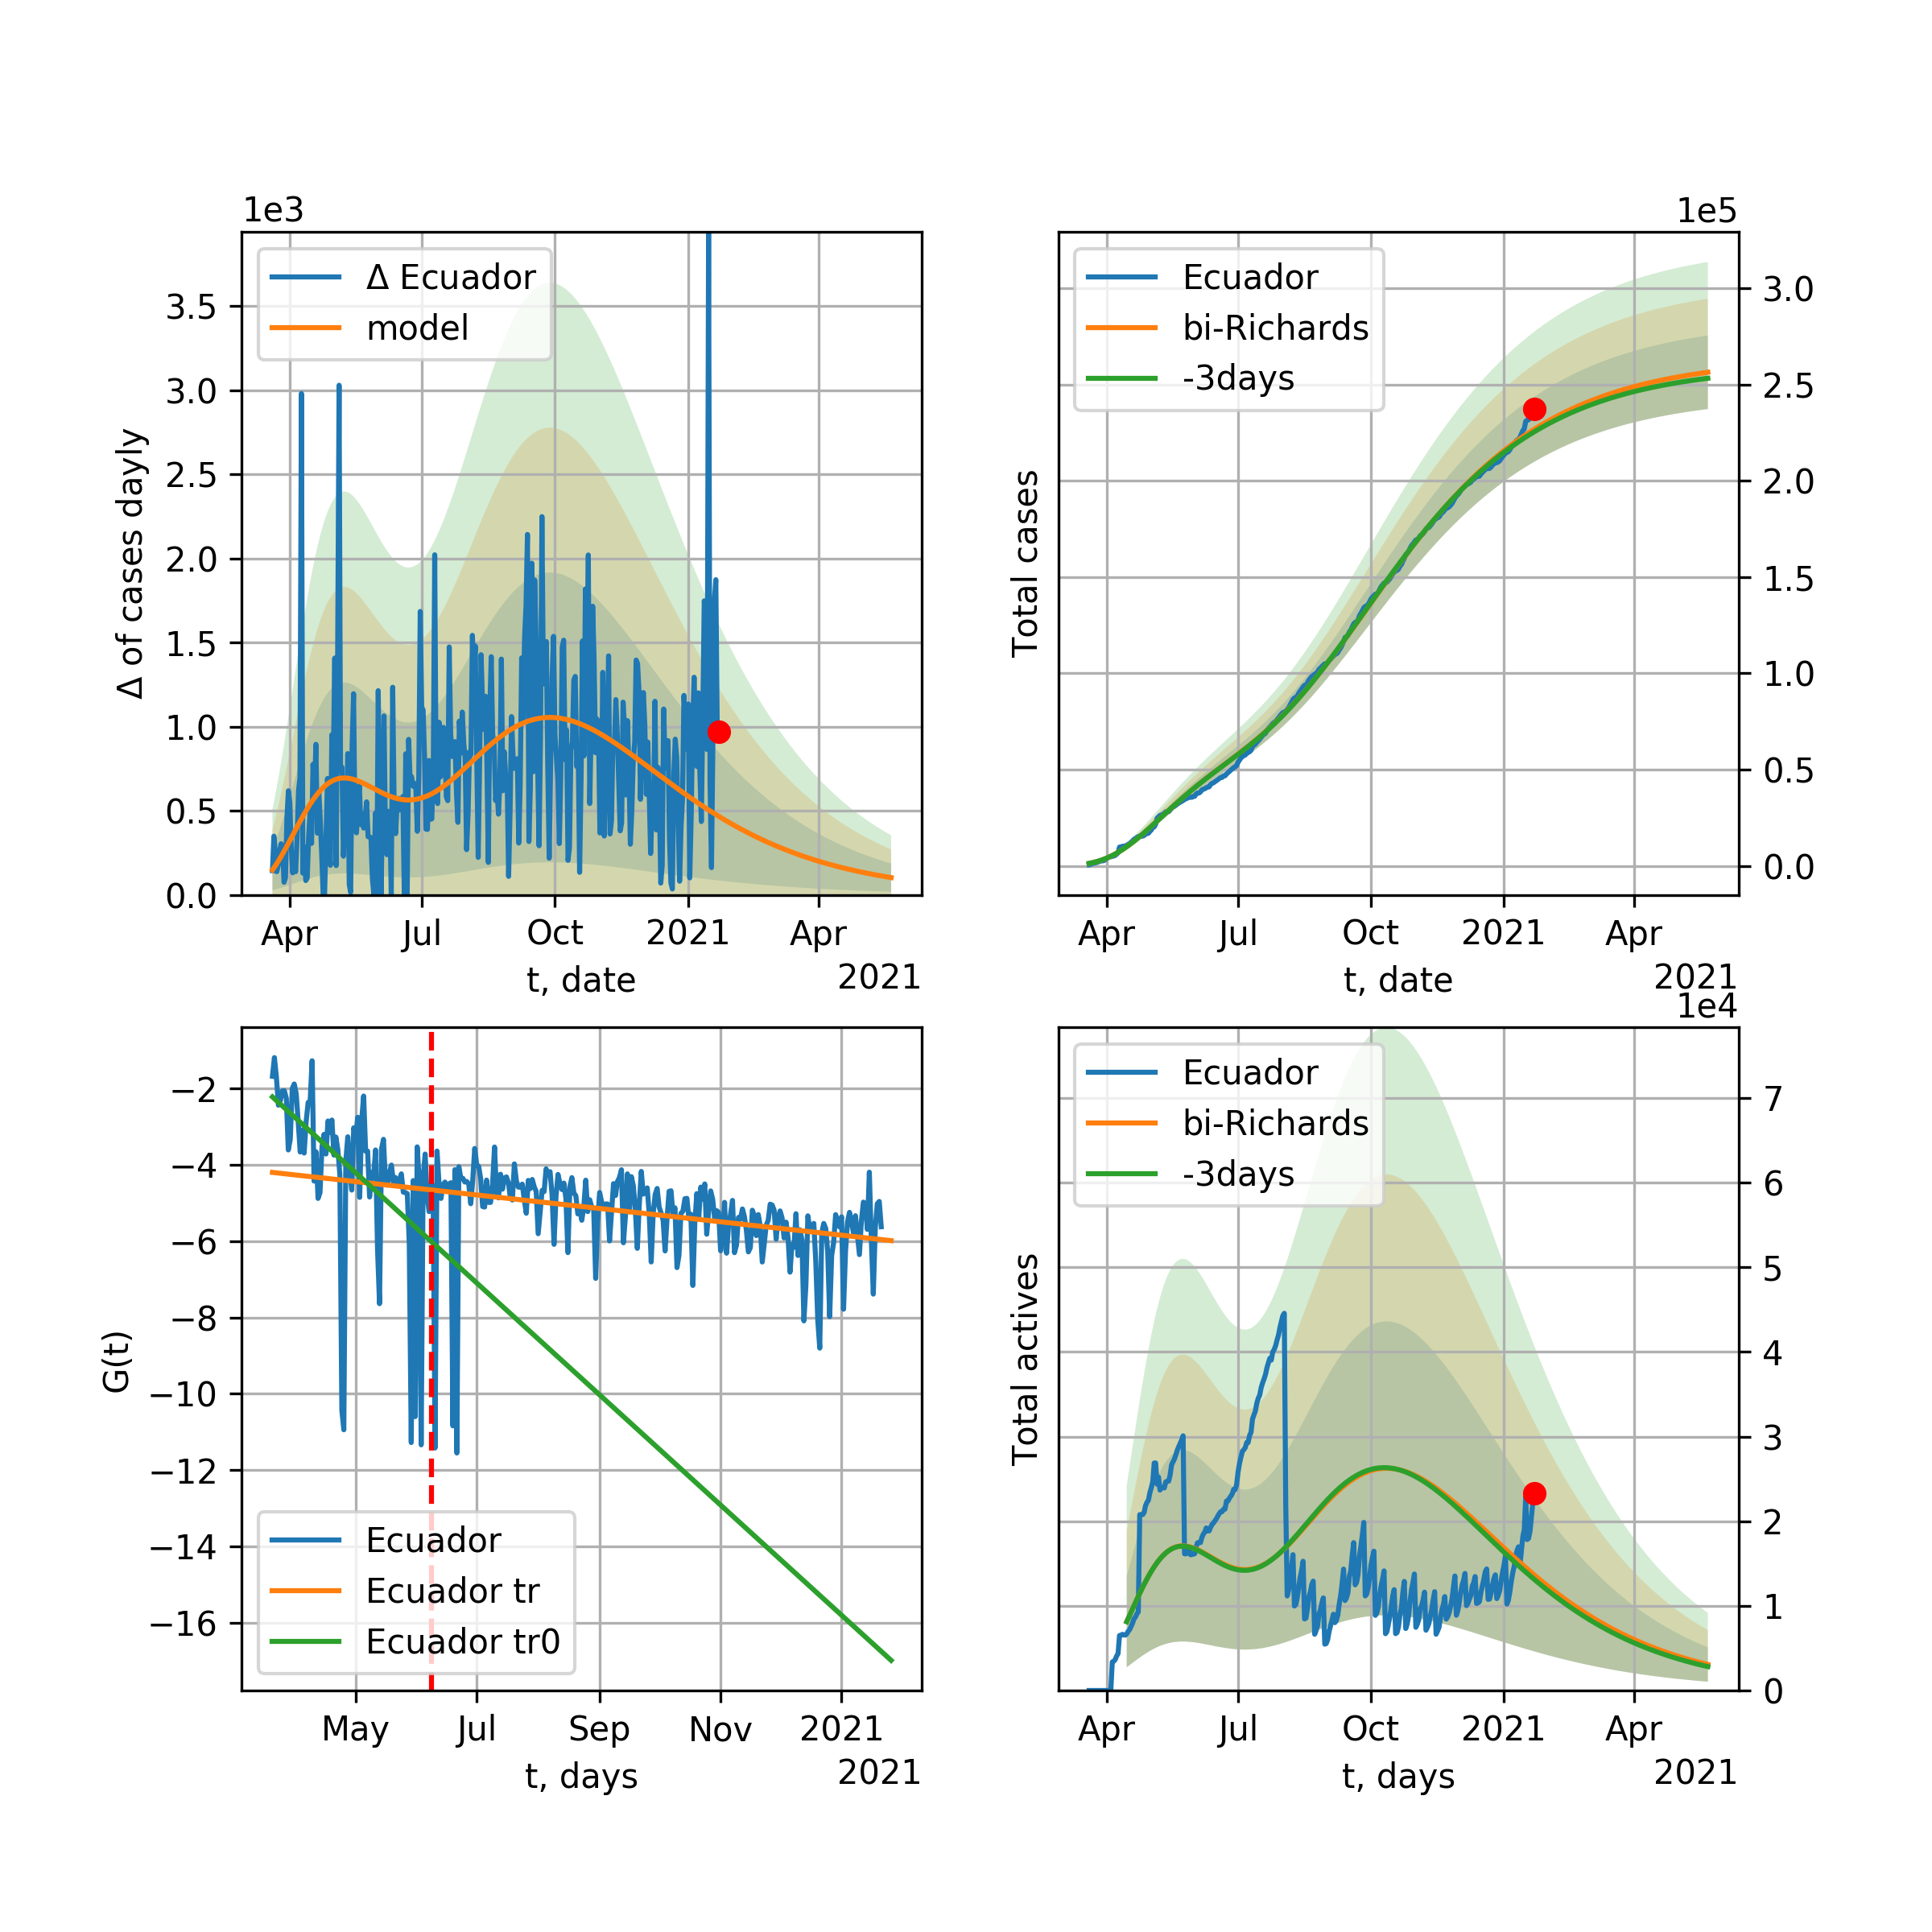 1e3
Δ Ecuador
model
Δ of cases dayly
3.5
3.0
2.5
2.0
1.5
1.0
0.5
0.0
Apr Jul Oct 2021 Apr
t, date
2021
1e5
Ecuador
bi-Richards
-3days
Total cases
3.0
2.5
2.0
1.5
1.0
0.5
0.0
Apr Jul Oct 2021 Apr
t, date
2021
G(t)
−2
−4
−6
−8
−10
−12
−14
−16
Ecuador
Ecuador tr
Ecuador tr0
May Jul Sep Nov 2021
t, days
2021
1e4
Ecuador
bi-Richards
-3days
Total actives
7
6
5
4
3
2
1
0
Apr Jul Oct 2021 Apr
t, days
2021